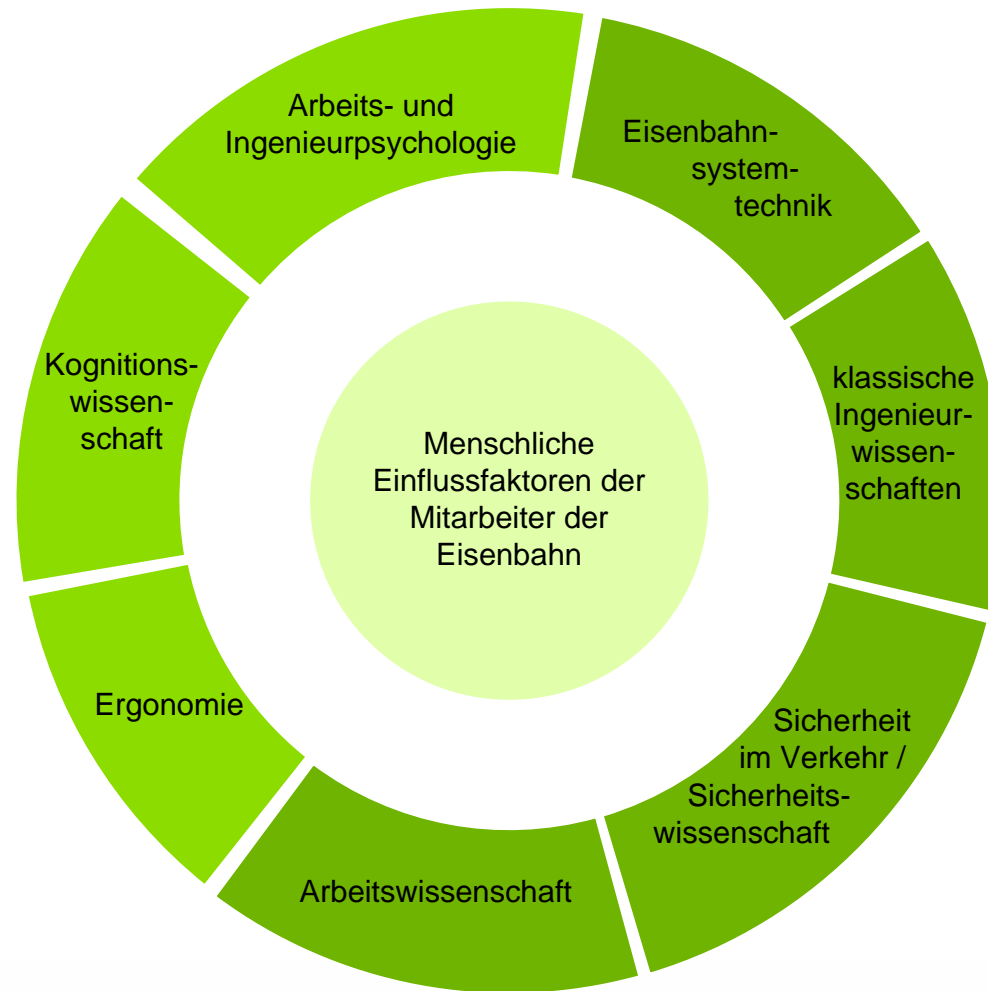 Arbeits- und
Ingenieurpsychologie
Eisenbahn-
system-
technik
klassische
Ingenieur-
wissen-
schaften
Sicherheit
im Verkehr /
Sicherheits-
wissenschaft
Arbeitswissenschaft
Ergonomie
Kognitions-
wissen-
schaft
Menschliche
Einflussfaktoren der
Mitarbeiter der
Eisenbahn